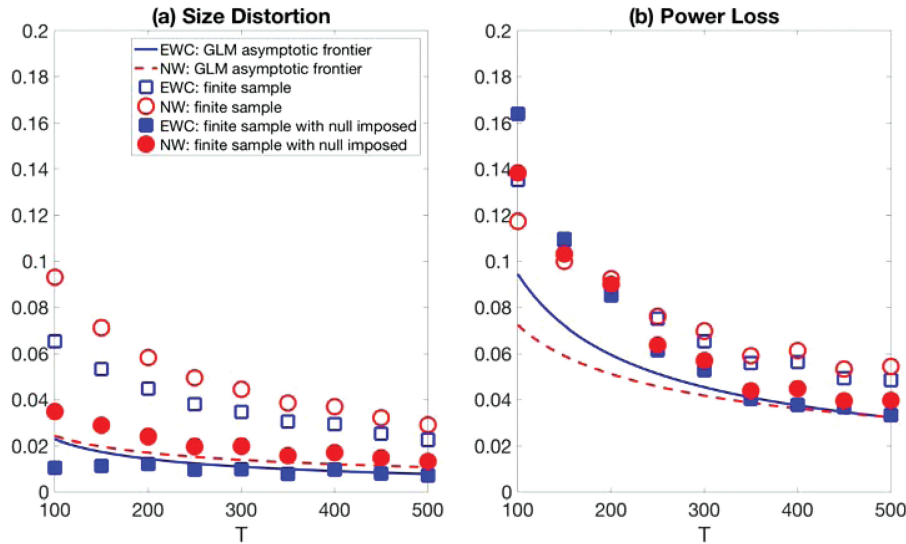 (a) Size Distortion
0.2
0.18
0.16
0.14
0.12
0.1
0.08
0.06
0.04
0.02
0
EWC: GLM asymptotic frontier
NW: GLM asymptotic frontier
EWC: finite sample
NW: finite sample
EWC: finite sample with null imposed
NW: finite sample with null imposed
100 200 300 400 500
T
(b) Power Loss
0.2
0.18
0.16
0.14
0.12
0.1
0.08
0.06
0.04
0.02
0
100 200 300 400 500
T